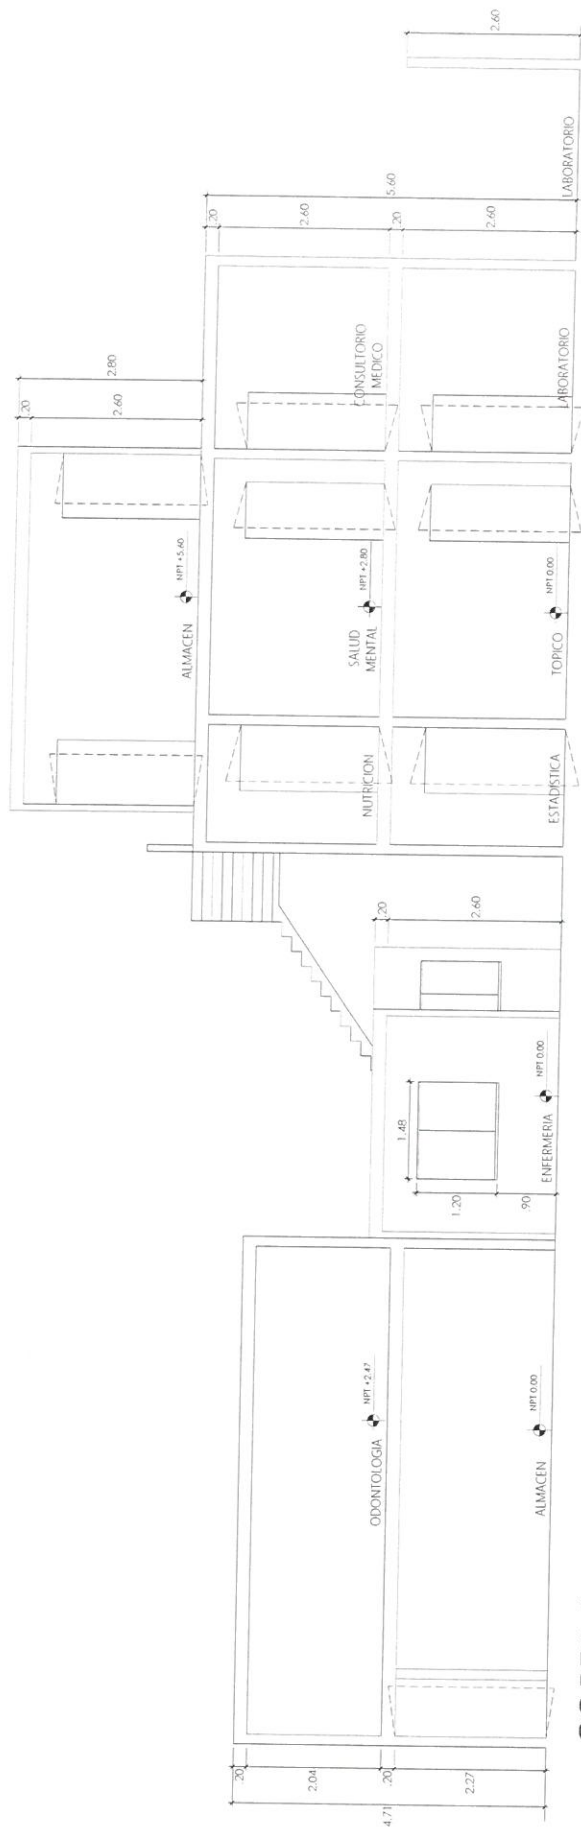 2.80
.20
2.60
ALMACEN
NPT +5.60
5.60
.20
2.60
.20
2.60
NUTRICION
SALUD
MENTAL
NPT +2.80
CONSULTORIO
MEDICO
ESTADISTICA
TOPICO
NPT 0.00
LABORATORIO
LABORATORIO
2.60
.20
2.60
1.48
1.20
.90
ENFERMERIA
NPT 0.00
ODONTOLOGIA
NPT +2.47
ALMACEN
NPT 0.00
.20
2.04
.20
2.27
4.71